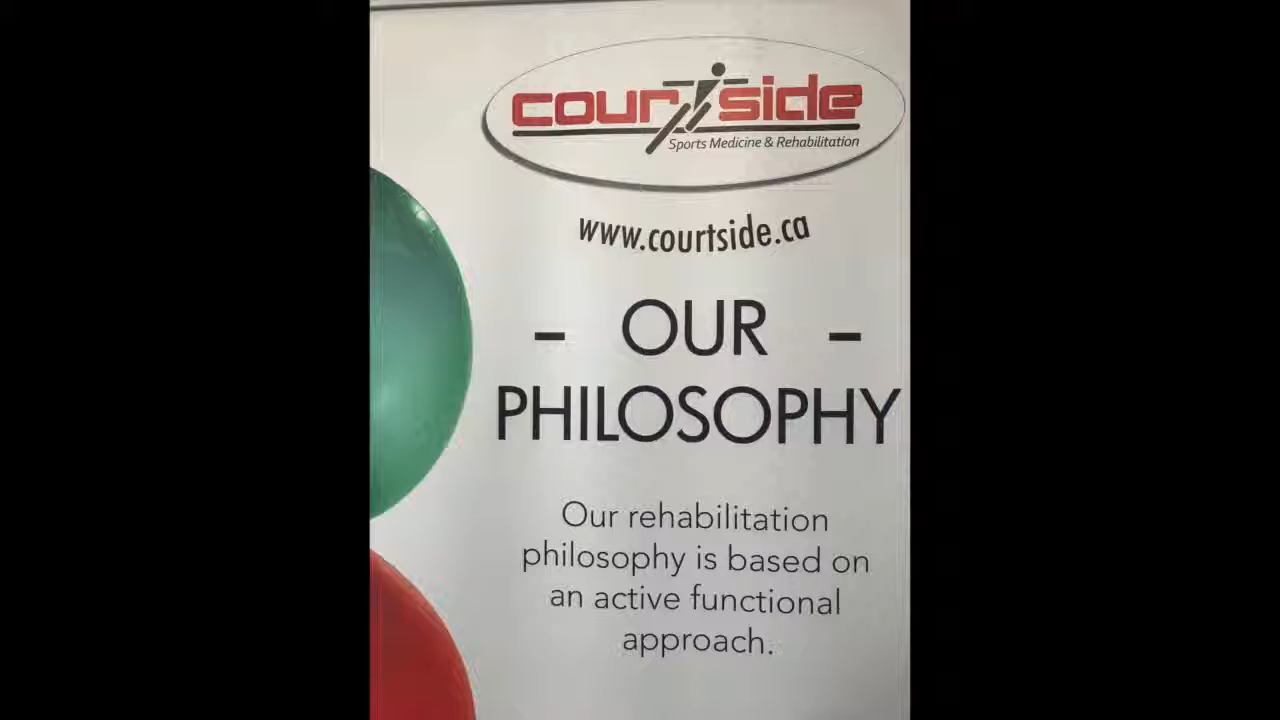 courtside
Sports Medicine & Rehabilitation
www.courtside.ca
- OUR -
PHILOSOPHY
Our rehabilitation
philosophy is based on
an active functional
approach.